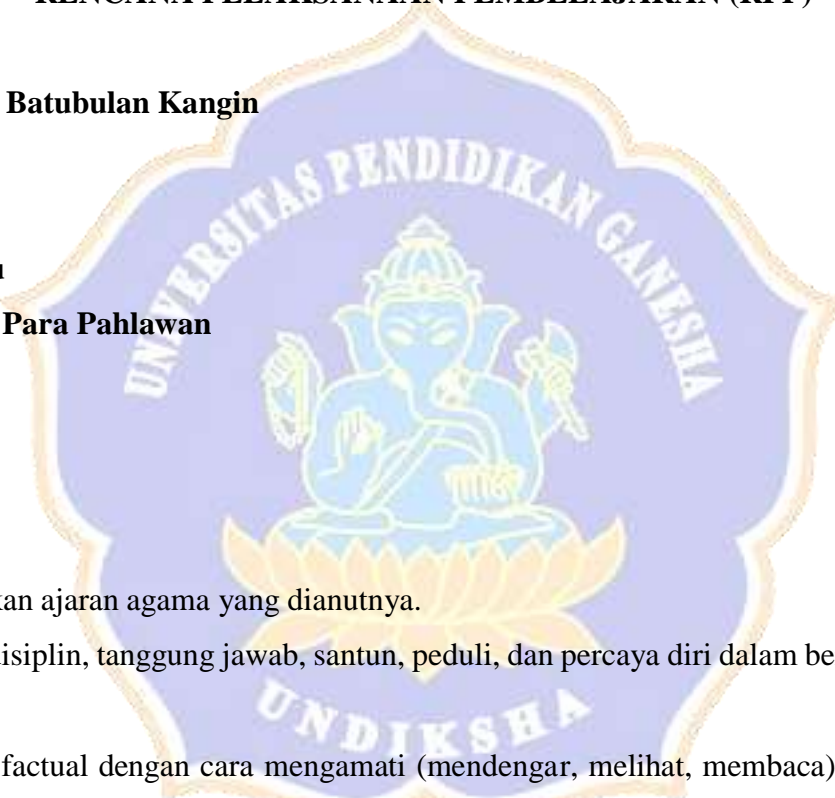 RENCANA PELAKSANAAN PEMBELAJARAN (RPP)
Batubulan Kangin
Para Pahlawan
UNIVERSITAS PENDIDIKAN GANESHA
kan ajaran agama yang dianutnya.
disiplin, tanggung jawab, santun, peduli, dan percaya diri dalam be
UNDIKSHA
factual dengan cara mengamati (mendengar, melihat, membaca)